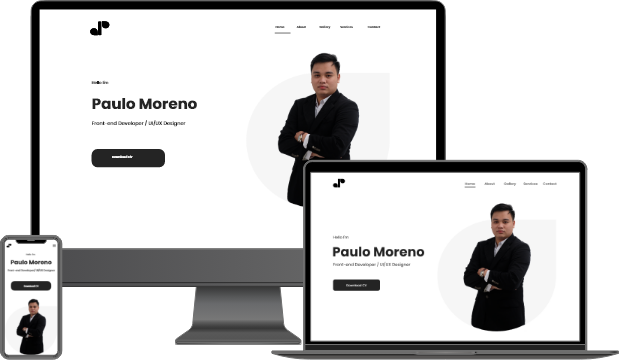 Home About Gallery Services Contact
Hello I'm
Paulo Moreno
Front-end Developer / UI/UX Designer
Download CV
Home About Gallery Services Contact
Hello I'm
Paulo Moreno
Front-end Developer / UI/UX Designer
Download CV
Hello I'm
Paulo Moreno
Front-end Developer / UI/UX Designer
Download CV